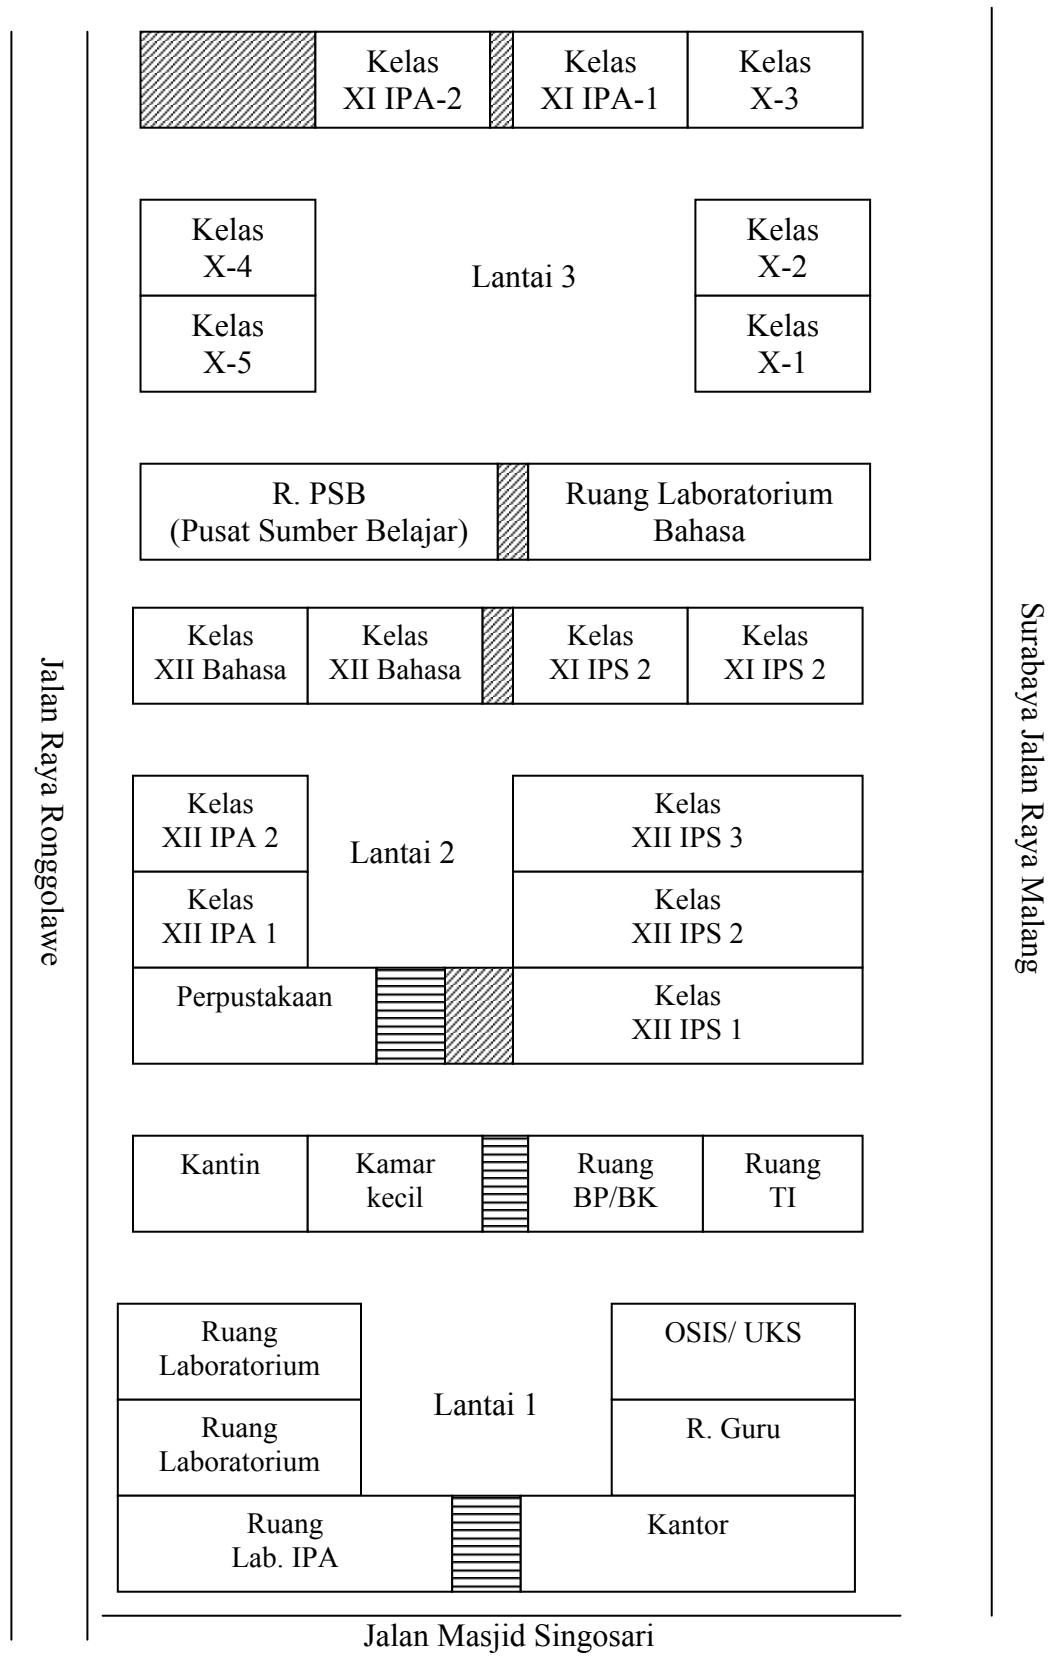 Kelas
XI IPA-2
Kelas
XI IPA-1
Kelas
X-3
Kelas
X-4
Kelas
X-5
Lantai 3
Kelas
X-2
Kelas
X-1
R. PSB
(Pusat Sumber Belajar)
Ruang Laboratorium
Bahasa
Kelas
XII Bahasa
Kelas
XII Bahasa
Kelas
XI IPS 2
Kelas
XI IPS 2
Kelas
XII IPA 2
Kelas
XII IPA 1
Lantai 2
Kelas
XII IPS 3
Kelas
XII IPS 2
Perpustakaan
Kelas
XII IPS 1
Kantin
Kamar
kecil
Ruang
BP/BK
Ruang
TI
Ruang
Laboratorium
Ruang
Laboratorium
Lantai 1
OSIS/ UKS
R. Guru
Ruang
Lab. IPA
Kantor
Jalan Masjid Singosari
Jalan Raya Ronggolawe
Surabaya Jalan Raya Malang